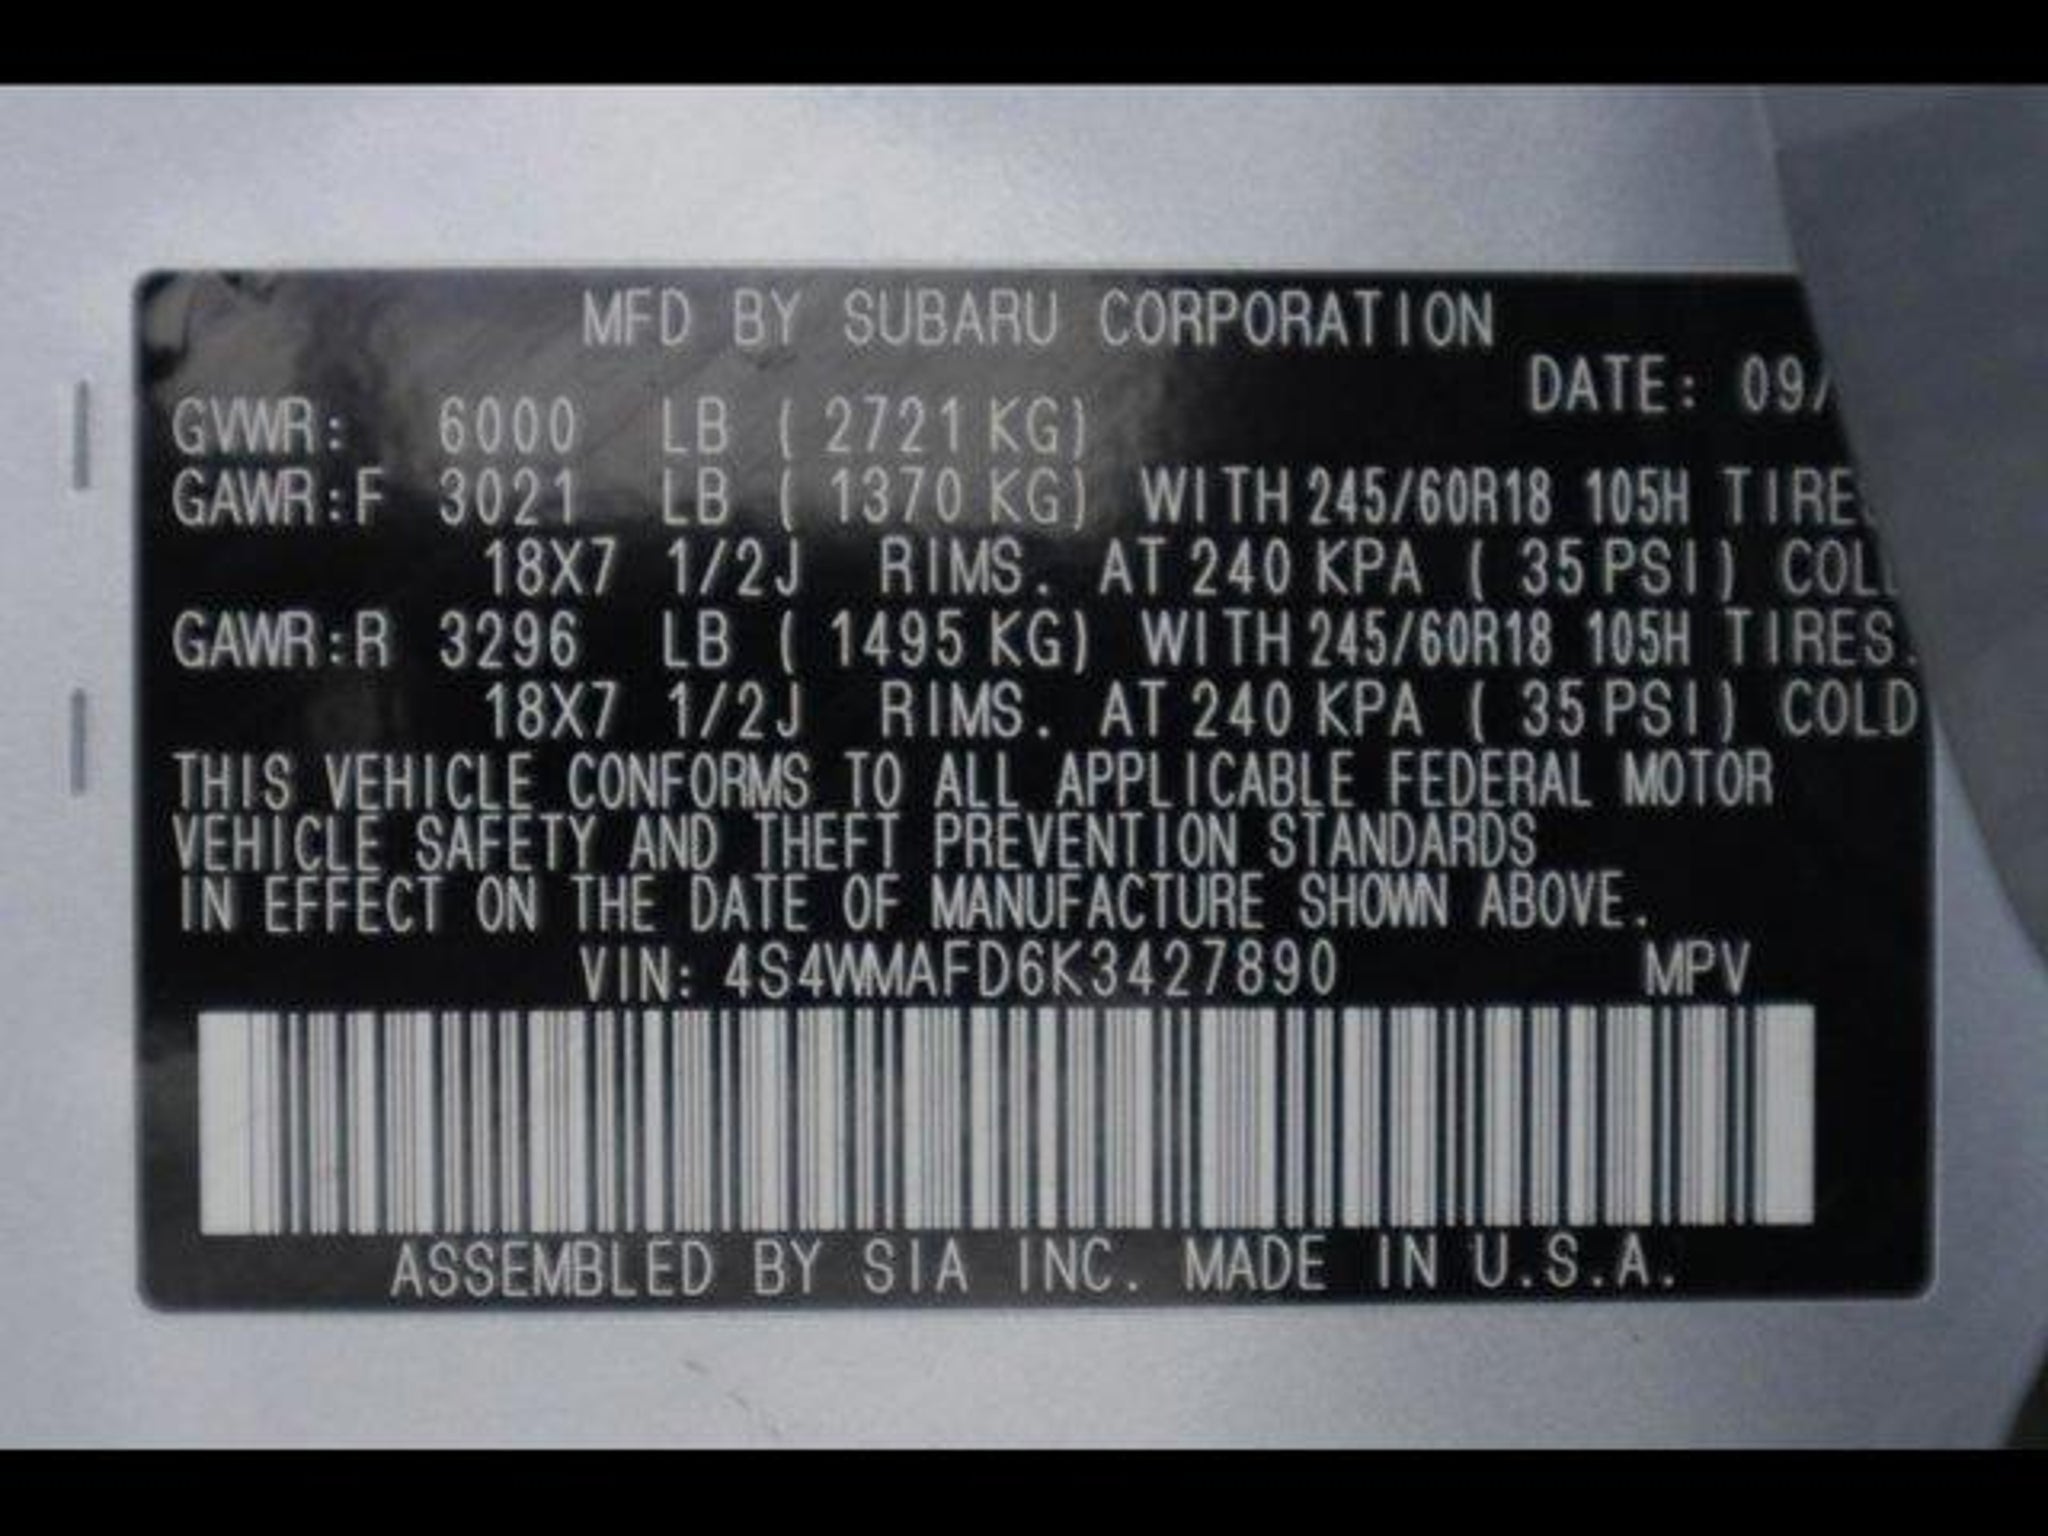 MFD BY SUBARU CORPORATION
DATE: 09/
GVWR: 6000 LB ( 2721 KG)
GAWR:F 3021 LB ( 1370 KG) WITH 245/60R18 105H TIRES
18X7 1/2J RIMS. AT 240 KPA ( 35 PSI) COLD
GAWR:R 3296 LB ( 1495 KG) WITH 245/60R18 105H TIRES.
18X7 1/2J RIMS. AT 240 KPA ( 35 PSI) COLD
THIS VEHICLE CONFORMS TO ALL APPLICABLE FEDERAL MOTOR
VEHICLE SAFETY AND THEFT PREVENTION STANDARDS
IN EFFECT ON THE DATE OF MANUFACTURE SHOWN ABOVE.
VIN: 4S4WMAFD6K3427890 MPV
ASSEMBLED BY SIA INC. MADE IN U.S.A.